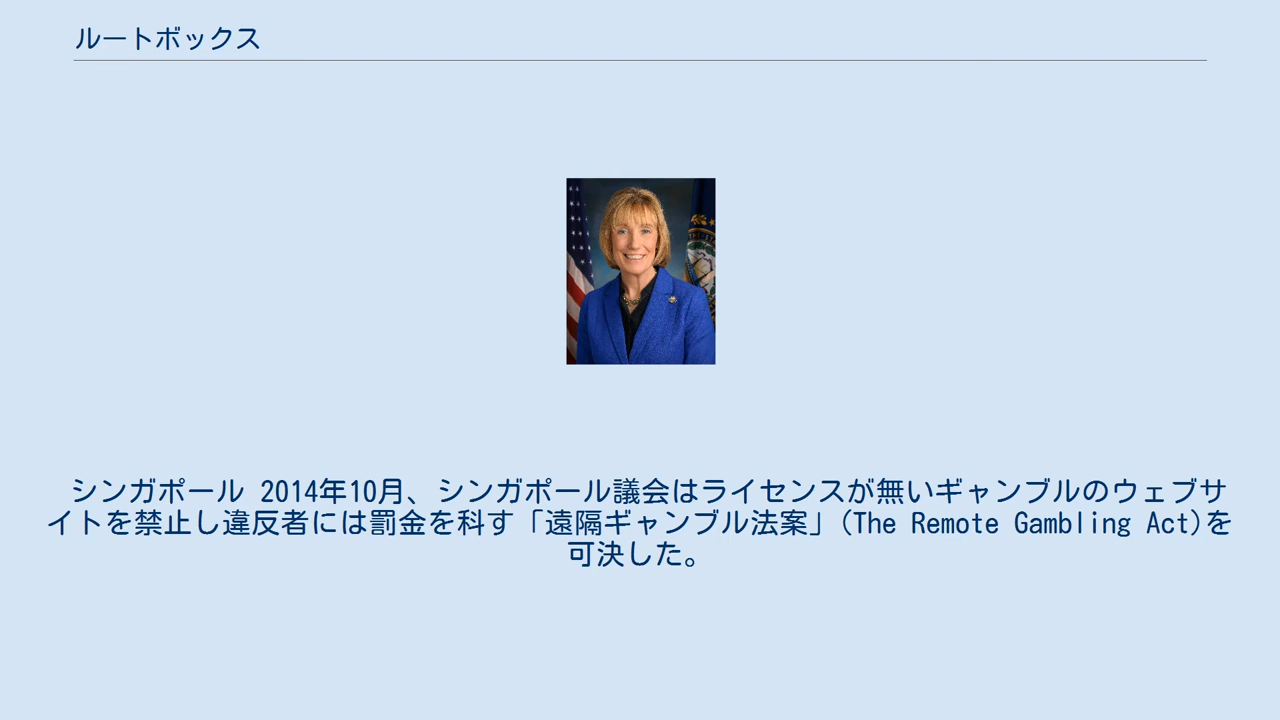 ルートボックス
シンガポール 2014年10月、シンガポール議会はライセンスが無いギャンブルのウェブサ
イトを禁止し違反者には罰金を科す「遠隔ギャンブル法案」(The Remote Gambling Act)を
可決した。